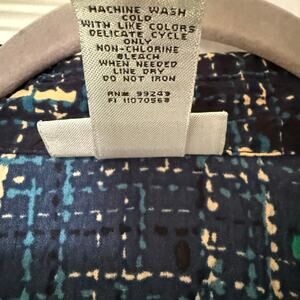 MACHINE WASH
COLD
WITH LIKE COLORS
DELICATE CYCLE
ONLY
NON-CHLORINE
BLEACH
WHEN NEEDED
LINE DRY
DO NOT IRON
RN# 99249
FI 11070568